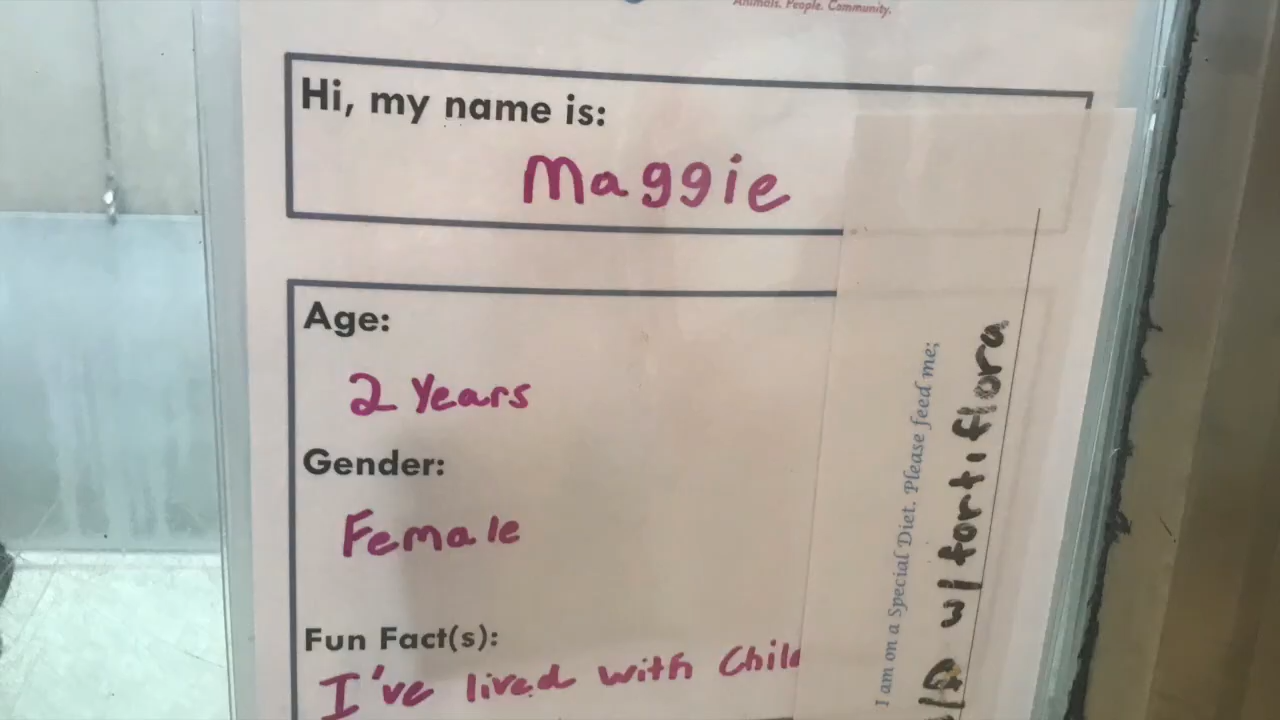 Animals. People. Community.
Hi, my name is:
Maggie
Age:
2 Years
Gender:
Female
Fun Fact(s):
I've lived with Child
I am on a Special Diet. Please feed me;
w/fortiflora